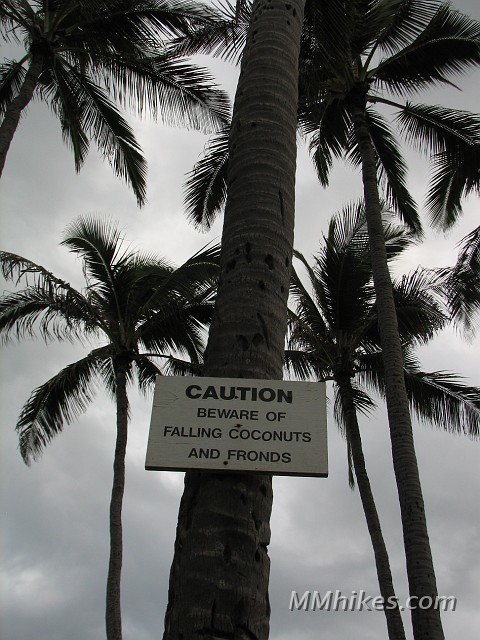 CAUTION
BEWARE OF
FALLING COCONUTS
AND FRONDS
MMhikes.com